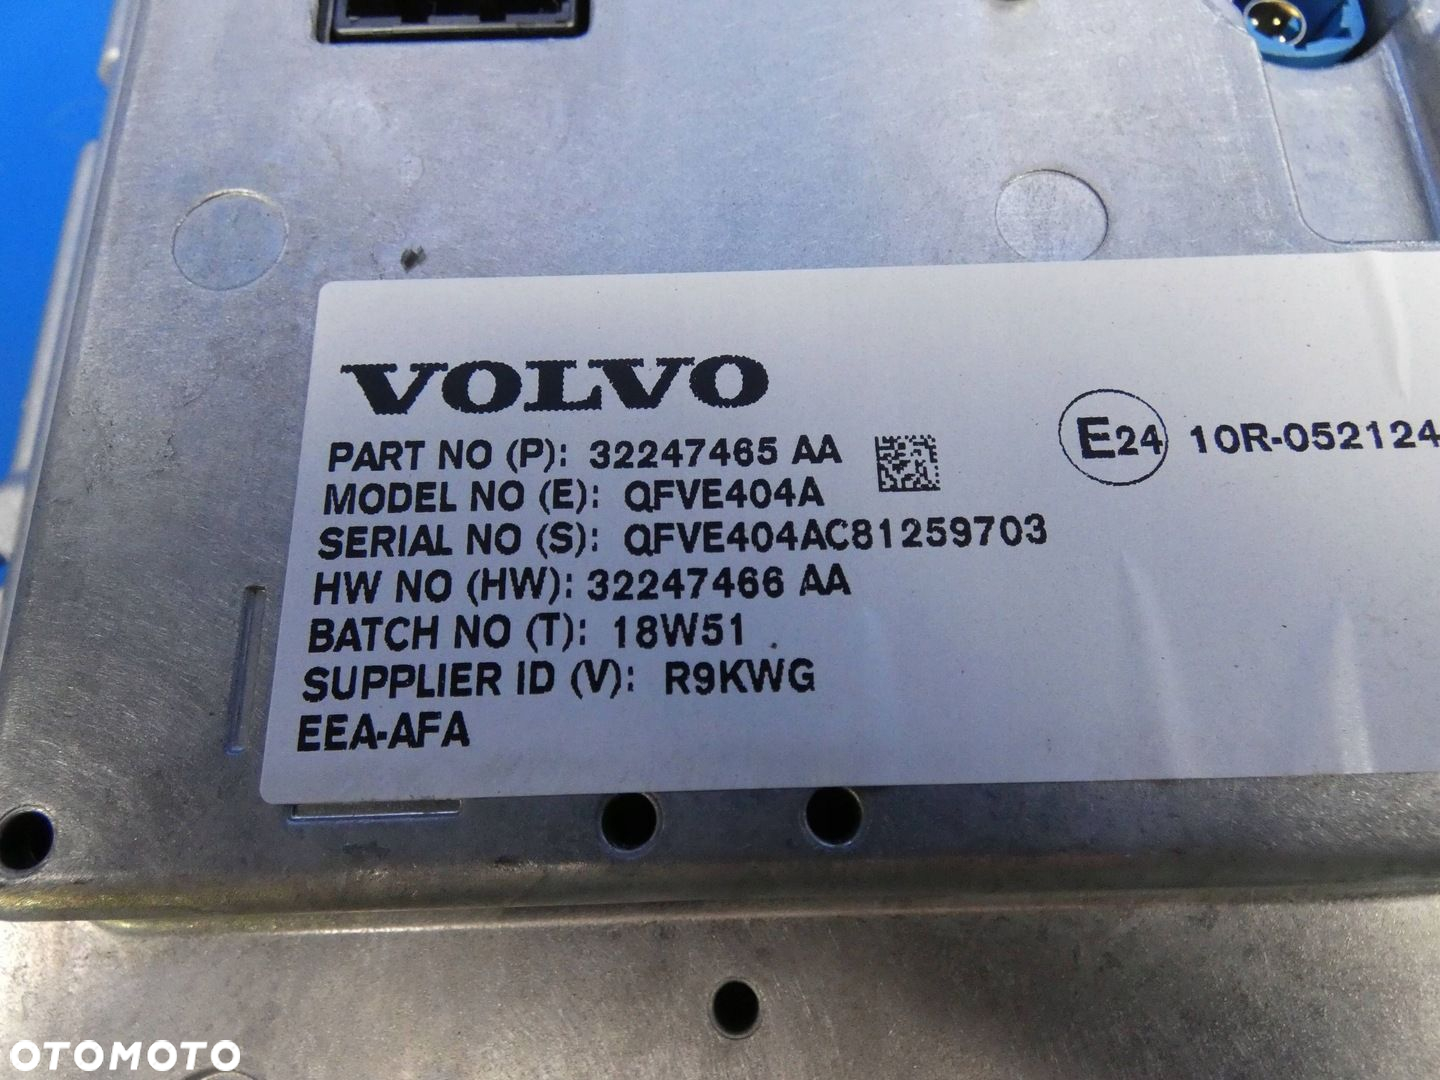 VOLVO
PART NO (P): 32247465 AA
MODEL NO (E): QFVE404A
SERIAL NO (S): QFVE404AC81259703
HW NO (HW): 32247466 AA
BATCH NO (T): 18W51
SUPPLIER ID (V): R9KWG
EEA-AFA
E24 10R-052124
OTOMOTO